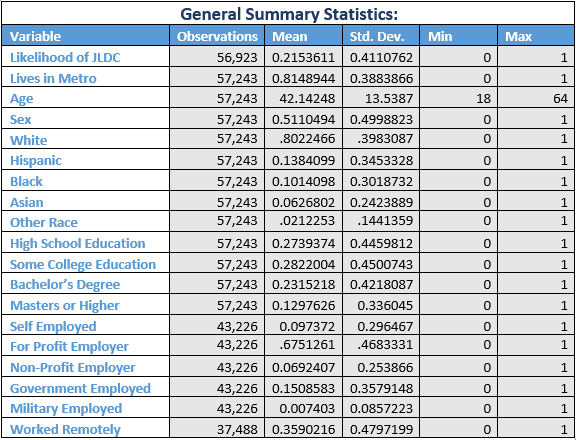 General Summary Statistics:
Variable Observations Mean Std. Dev. Min Max
Likelihood of JLDC 56,923 0.2153611 0.4110762 0 1
Lives in Metro 57,243 0.8148944 0.3883866 0 1
Age 57,243 42.14248 13.5387 18 64
Sex 57,243 0.5110494 0.4998823 0 1
White 57,243 .8022466 .3983087 0 1
Hispanic 57,243 0.1384099 0.3453328 0 1
Black 57,243 0.1014098 0.3018732 0 1
Asian 57,243 0.0626802 0.2423889 0 1
Other Race 57,243 .0212253 .1441359 0 1
High School Education 57,243 0.2739374 0.4459812 0 1
Some College Education 57,243 0.2822004 0.4500743 0 1
Bachelor's Degree 57,243 0.2315218 0.4218087 0 1
Masters or Higher 57,243 0.1297626 0.336045 0 1
Self Employed 43,226 0.097372 0.296467 0 1
For Profit Employer 43,226 .6751261 .4683331 0 1
Non-Profit Employer 43,226 0.0692407 0.253866 0 1
Government Employed 43,226 0.1508583 0.3579148 0 1
Military Employed 43,226 0.007403 0.0857223 0 1
Worked Remotely 37,488 0.3590216 0.4797199 0 1